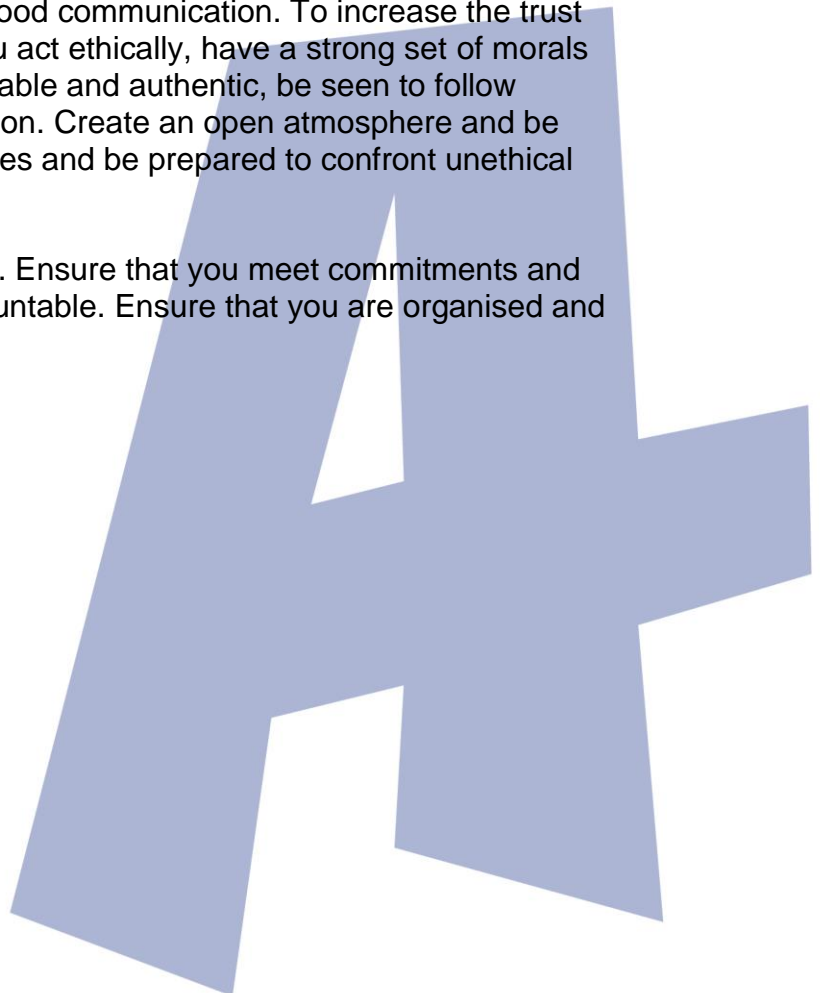 ood communication. To increase the trust
u act ethically, have a strong set of morals
able and authentic, be seen to follow
on. Create an open atmosphere and be
es and be prepared to confront unethical
. Ensure that you meet commitments and
untable. Ensure that you are organised and
A+